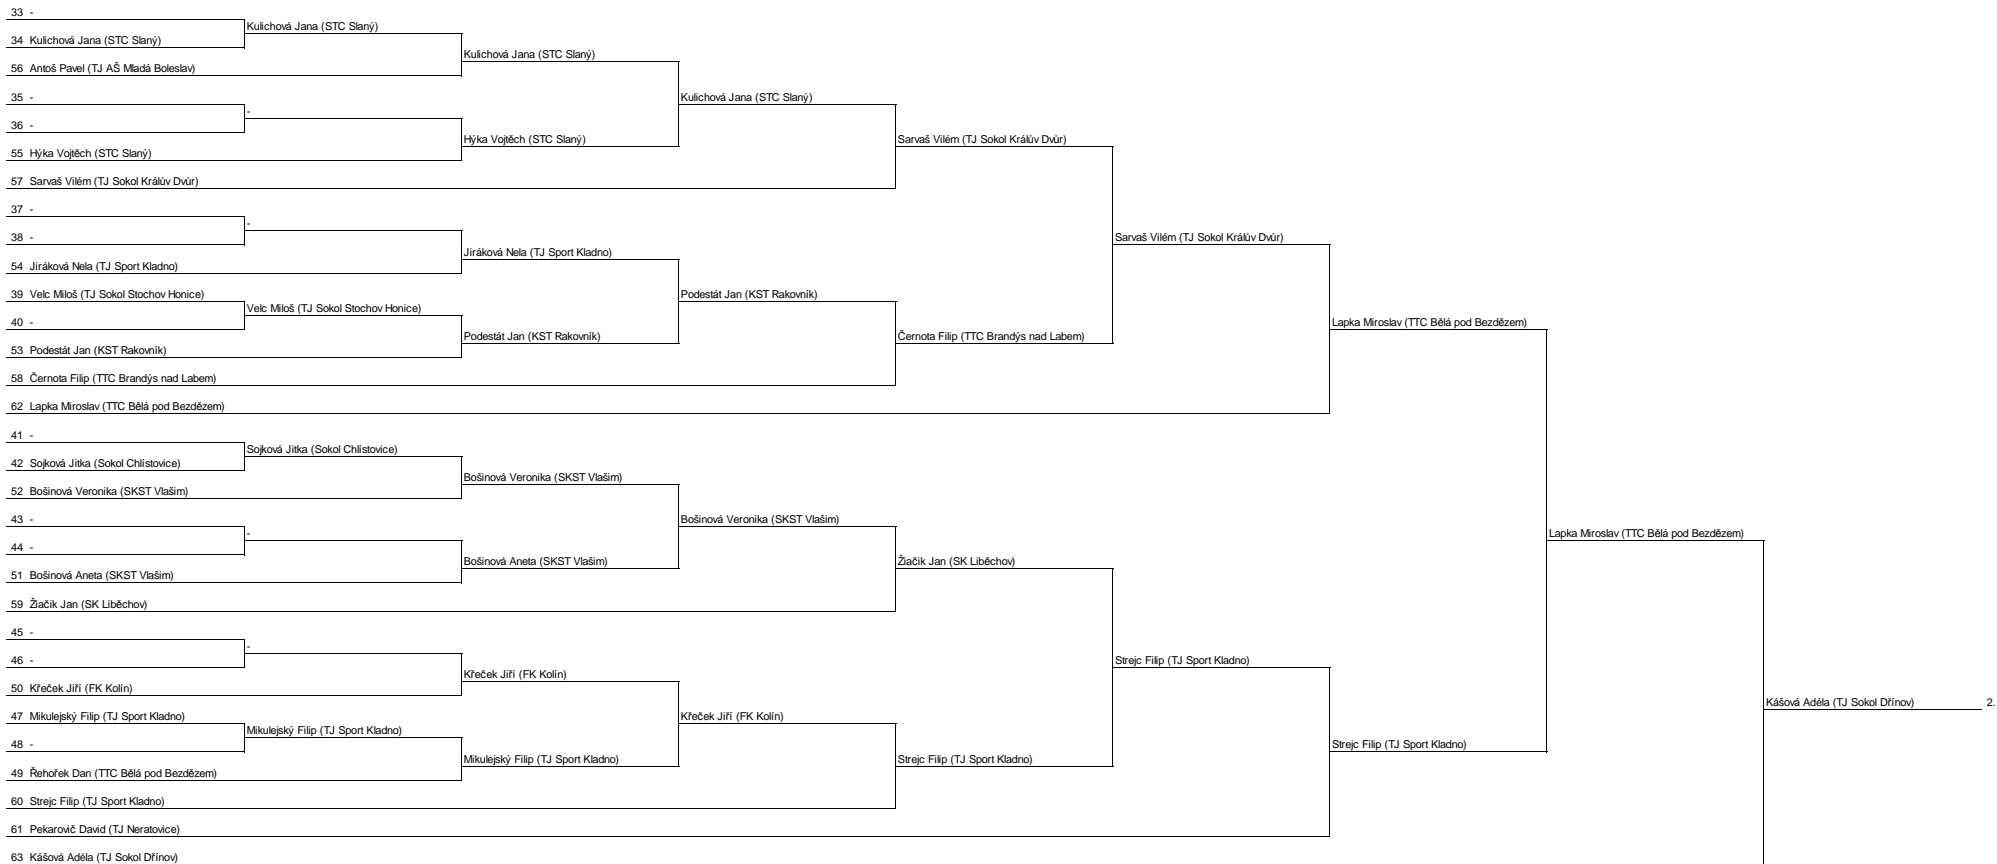 33 -
Kulichová Jana (STC Slaný)
34 Kulichová Jana (STC Slaný)
Kulichová Jana (STC Slaný)
56 Antoš Pavel (TJ AŠ Mladá Boleslav)
35 -
Kulichová Jana (STC Slaný)
-
36 -
Hýka Vojtěch (STC Slaný)
Sarvaš Vilém (TJ Sokol Králův Dvůr)
55 Hýka Vojtěch (STC Slaný)
57 Sarvaš Vilém (TJ Sokol Králův Dvůr)
37 -
-
38 -
Sarvaš Vilém (TJ Sokol Králův Dvůr)
Jiráková Nela (TJ Sport Kladno)
54 Jiráková Nela (TJ Sport Kladno)
39 Velc Miloš (TJ Sokol Stochov Honice)
Podestát Jan (KST Rakovník)
Velc Miloš (TJ Sokol Stochov Honice)
40 -
Lapka Miroslav (TTC Bělá pod Bezdězem)
Podestát Jan (KST Rakovník)
Černota Filip (TTC Brandýs nad Labem)
53 Podestát Jan (KST Rakovník)
58 Černota Filip (TTC Brandýs nad Labem)
62 Lapka Miroslav (TTC Bělá pod Bezdězem)
41 -
Sojková Jitka (Sokol Chlístovice)
42 Sojková Jitka (Sokol Chlístovice)
Bošinová Veronika (SKST Vlašim)
52 Bošinová Veronika (SKST Vlašim)
43 -
Bošinová Veronika (SKST Vlašim)
-
Lapka Miroslav (TTC Bělá pod Bezdězem)
44 -
Bošinová Aneta (SKST Vlašim)
Žiačik Jan (SK Liběchov)
51 Bošinová Aneta (SKST Vlašim)
59 Žiačik Jan (SK Liběchov)
45 -
-
46 -
Strejc Filip (TJ Sport Kladno)
Křeček Jiří (FK Kolín)
50 Křeček Jiří (FK Kolín)
Kášová Adéla (TJ Sokol Dřínov) 2.
47 Mikulejský Filip (TJ Sport Kladno)
Křeček Jiří (FK Kolín)
Mikulejský Filip (TJ Sport Kladno)
48 -
Strejc Filip (TJ Sport Kladno)
Mikulejský Filip (TJ Sport Kladno)
Strejc Filip (TJ Sport Kladno)
49 Řehořek Dan (TTC Bělá pod Bezdězem)
60 Strejc Filip (TJ Sport Kladno)
61 Pekarovič David (TJ Neratovice)
63 Kášová Adéla (TJ Sokol Dřínov)